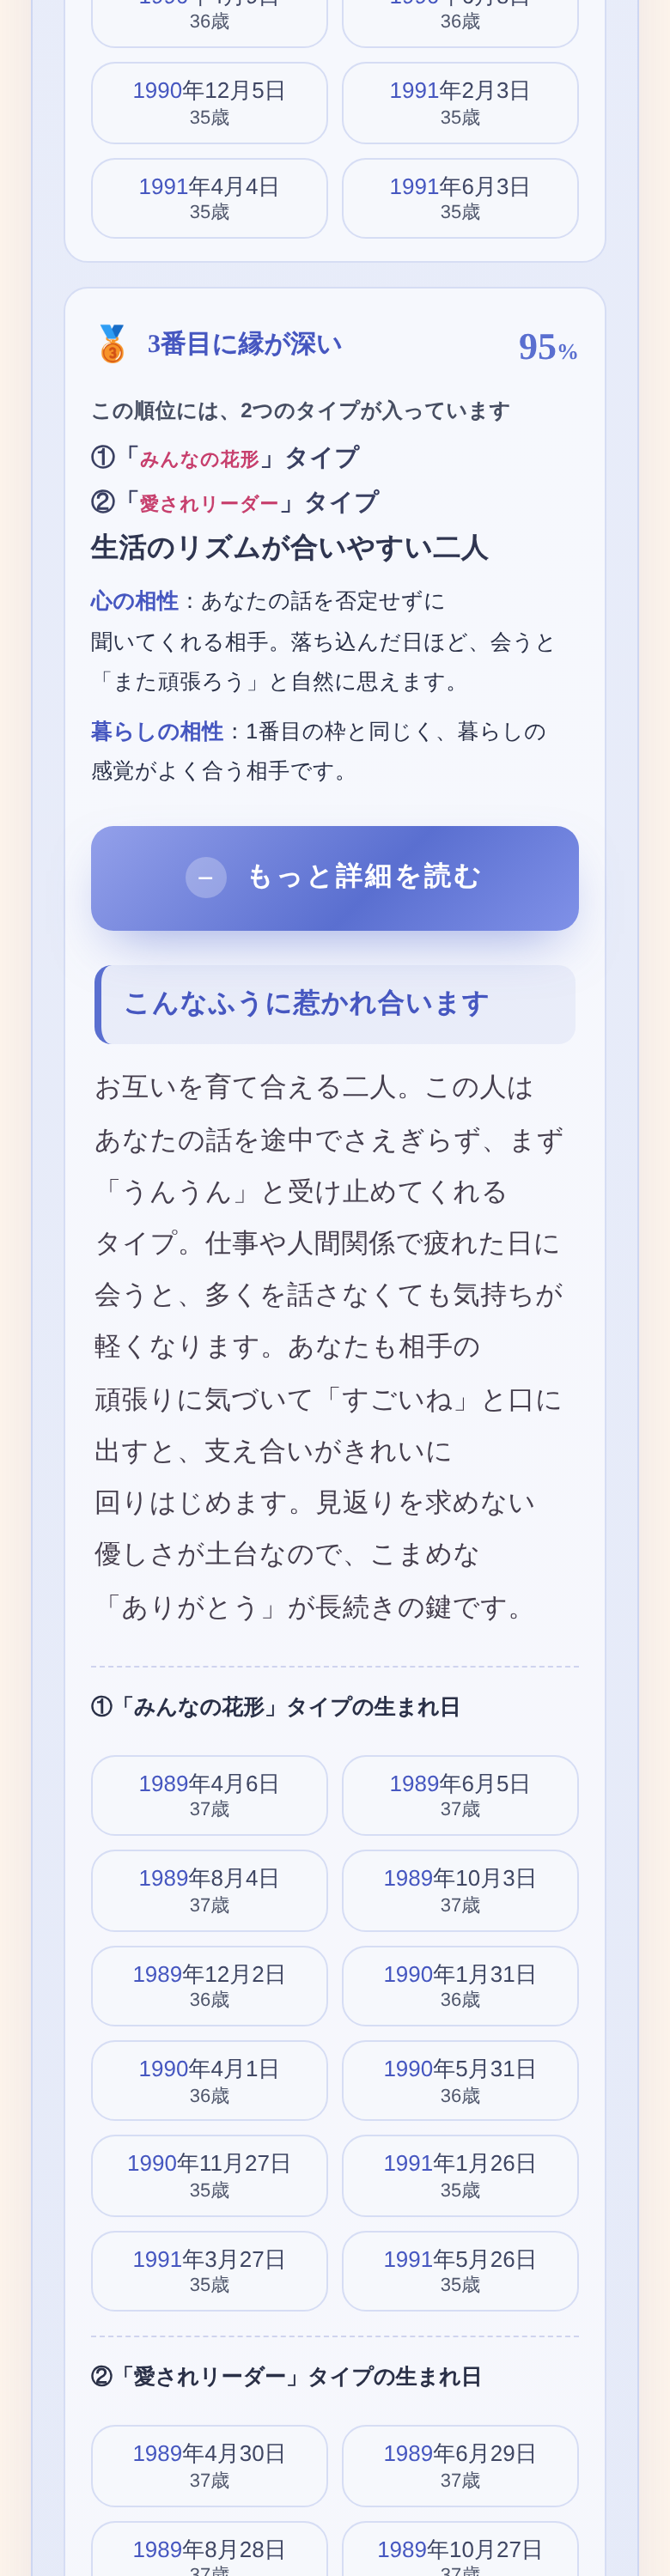 36歳
36歳
1990年12月5日
1991年2月3日
35歳
35歳
1991年4月4日
1991年6月3日
35歳
35歳
3
3番目に縁が深い
95%
この順位には、2つのタイプが入っています
①「みんなの花形」タイプ
②「愛されリーダー」タイプ
生活のリズムが合いやすい二人
心の相性：あなたの話を否定せずに
聞いてくれる相手。落ち込んだ日ほど、会うと
「また頑張ろう」と自然に思えます。
暮らしの相性：1番目の枠と同じく、暮らしの
感覚がよく合う相手です。
− もっと詳細を読む
こんなふうに惹かれ合います
お互いを育て合える二人。この人は
あなたの話を途中でさえぎらず、まず
「うんうん」と受け止めてくれる
タイプ。仕事や人間関係で疲れた日に
会うと、多くを話さなくても気持ちが
軽くなります。あなたも相手の
頑張りに気づいて「すごいね」と口に
出すと、支え合いがきれいに
回りはじめます。見返りを求めない
優しさが土台なので、こまめな
「ありがとう」が長続きの鍵です。
①「みんなの花形」タイプの生まれ日
1989年4月6日
1989年6月5日
37歳
37歳
1989年8月4日
1989年10月3日
37歳
37歳
1989年12月2日
1990年1月31日
36歳
36歳
1990年4月1日
1990年5月31日
36歳
36歳
1990年11月27日
1991年1月26日
35歳
35歳
1991年3月27日
1991年5月26日
35歳
35歳
②「愛されリーダー」タイプの生まれ日
1989年4月30日
1989年6月29日
37歳
37歳
1989年8月28日
1989年10月27日